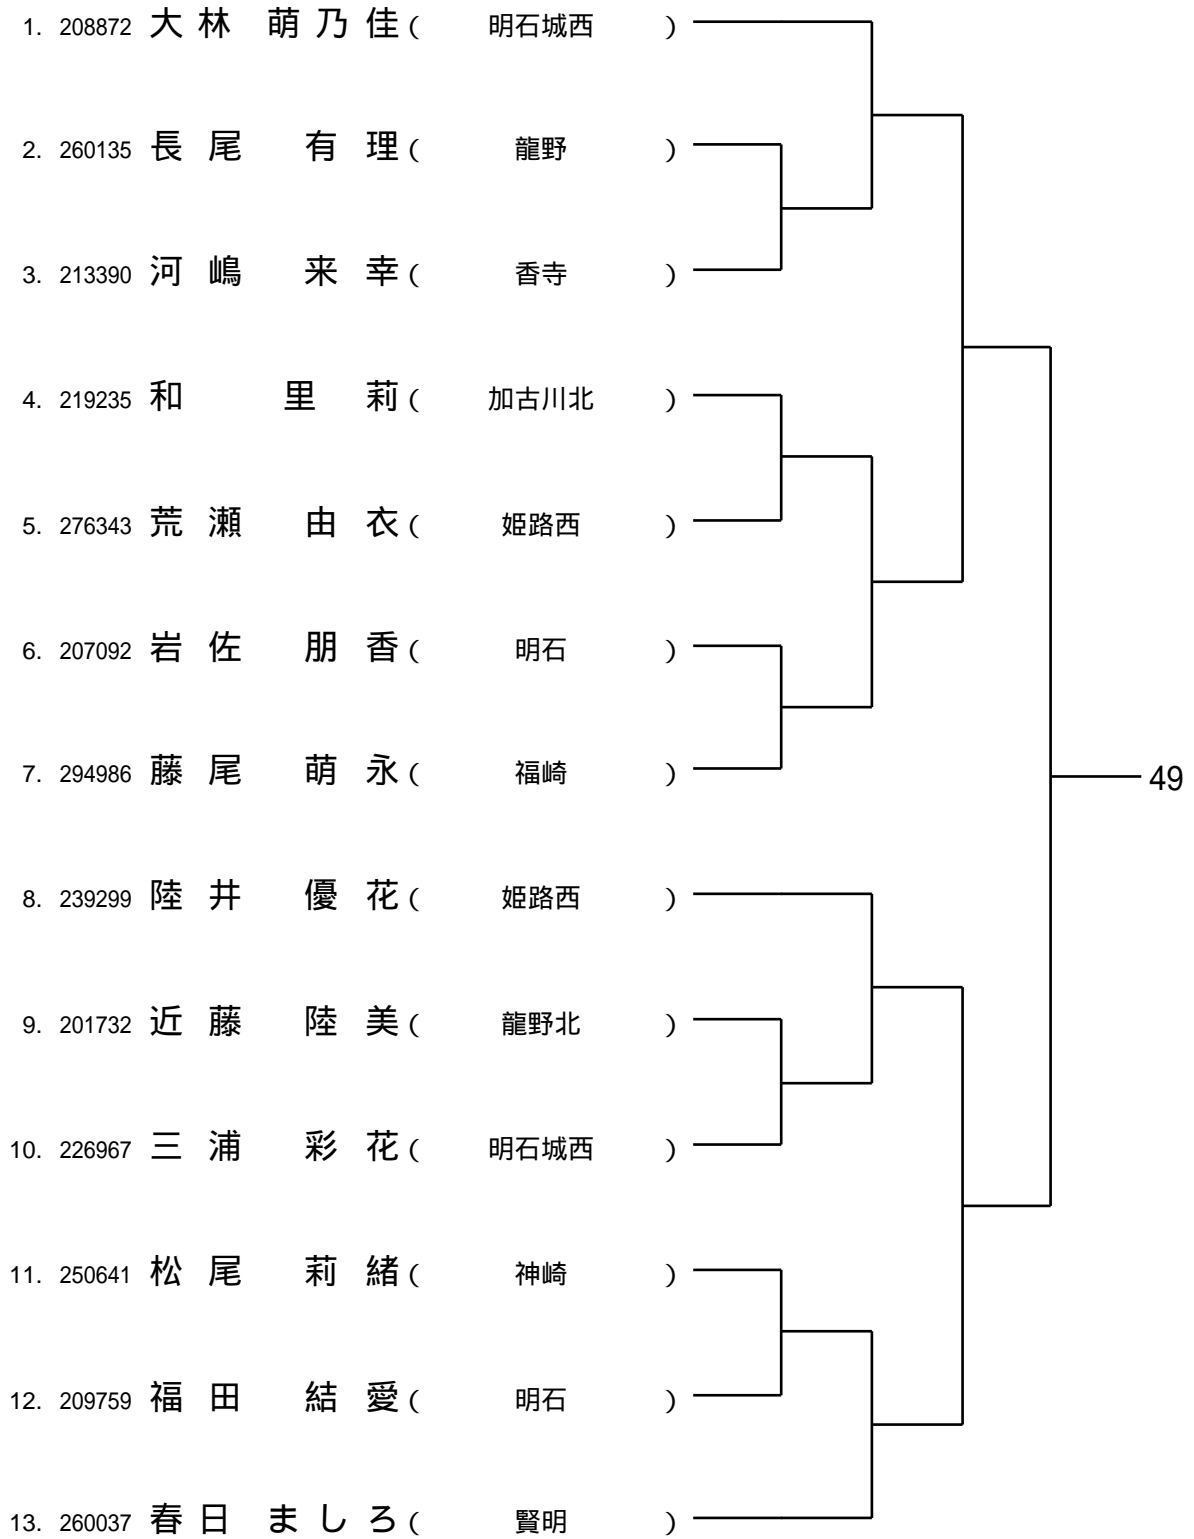 1. 208872 大林 萌乃佳 ( 明石城西 )
2. 260135 長尾 有理 ( 龍野 )
3. 213390 河嶋 来幸 ( 香寺 )
4. 219235 和 里莉 ( 加古川北 )
5. 276343 荒瀬 由衣 ( 姫路西 )
6. 207092 岩佐 朋香 ( 明石 )
7. 294986 藤尾 萌永 ( 福崎 )
49
8. 239299 陸井 優花 ( 姫路西 )
9. 201732 近藤 陸美 ( 龍野北 )
10. 226967 三浦 彩花 ( 明石城西 )
11. 250641 松尾 莉緒 ( 神崎 )
12. 209759 福田 結愛 ( 明石 )
13. 260037 春日 ましろ ( 賢明 )